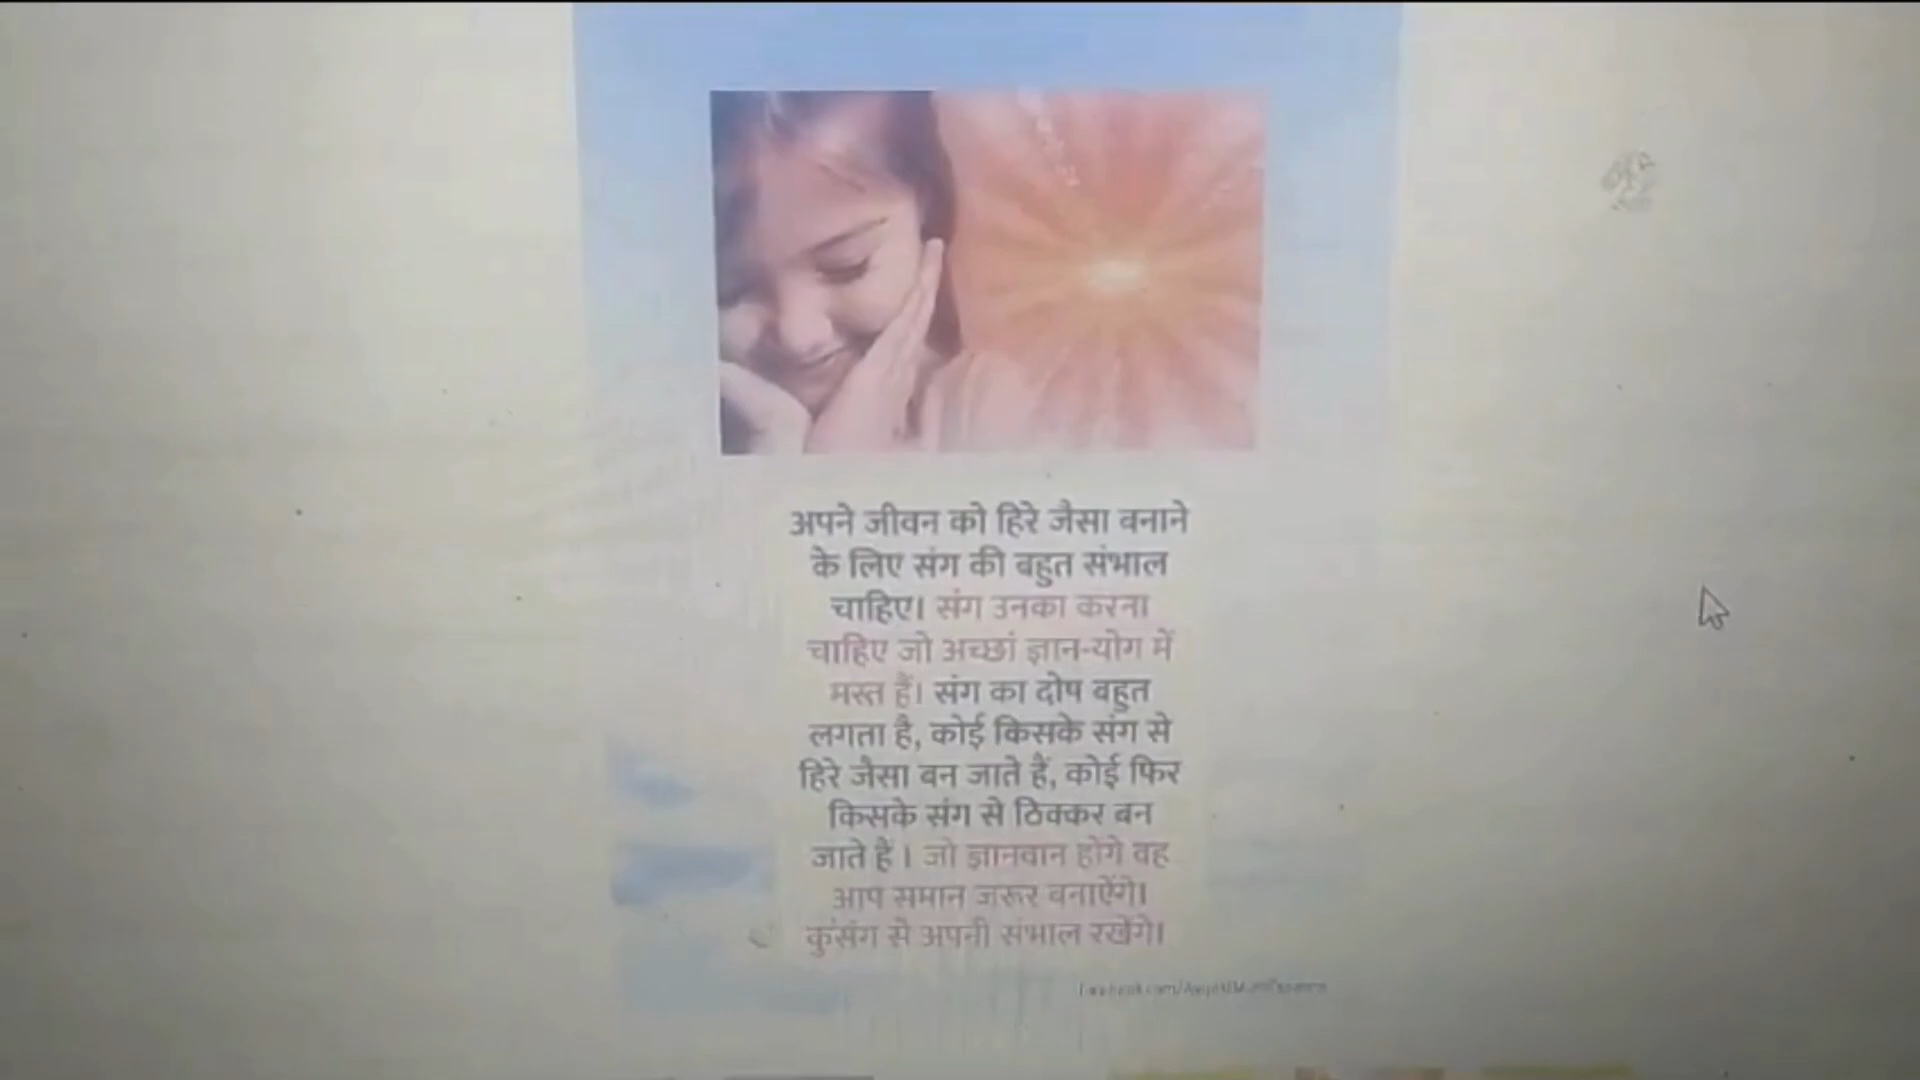 अपने जीवन को हिरे जैसा बनाने
के लिए संग की बहुत संभाल
चाहिए। संग उनका करना
चाहिए जो अच्छां ज्ञान-योग में
मस्त हैं। संग का दोष बहुत
लगता है, कोई किसके संग से
हिरे जैसा बन जाते हैं, कोई फिर
किसके संग से ठिक्कर बन
जाते हैं । जो ज्ञानवान होंगे वह
आप समान जरूर बनाऐंगे।
कुसंग से अपनी संभाल रखेंगे।